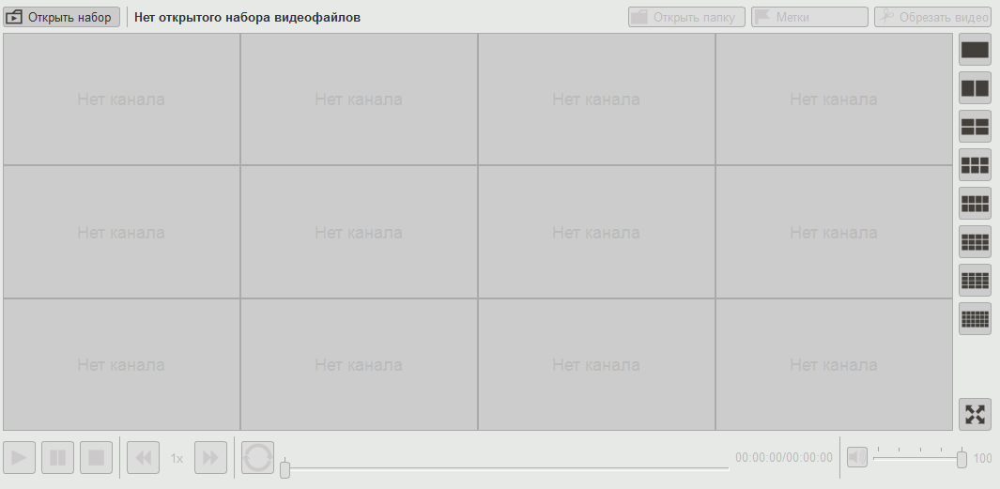 Открыть набор Нет открытого набора видеофайлов Открыть папку Метки Обрезать видео
Нет канала Нет канала Нет канала Нет канала
Нет канала Нет канала Нет канала Нет канала
Нет канала Нет канала Нет канала Нет канала
1x 00:00:00/00:00:00 100